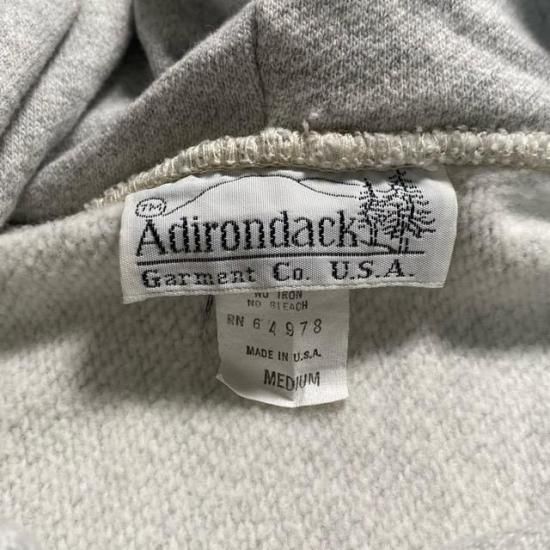 TM
Adirondack
Garment Co. U.S.A.
NO IRON
NO BLEACH
RN 64978
MADE IN U.S.A.
MEDIUM